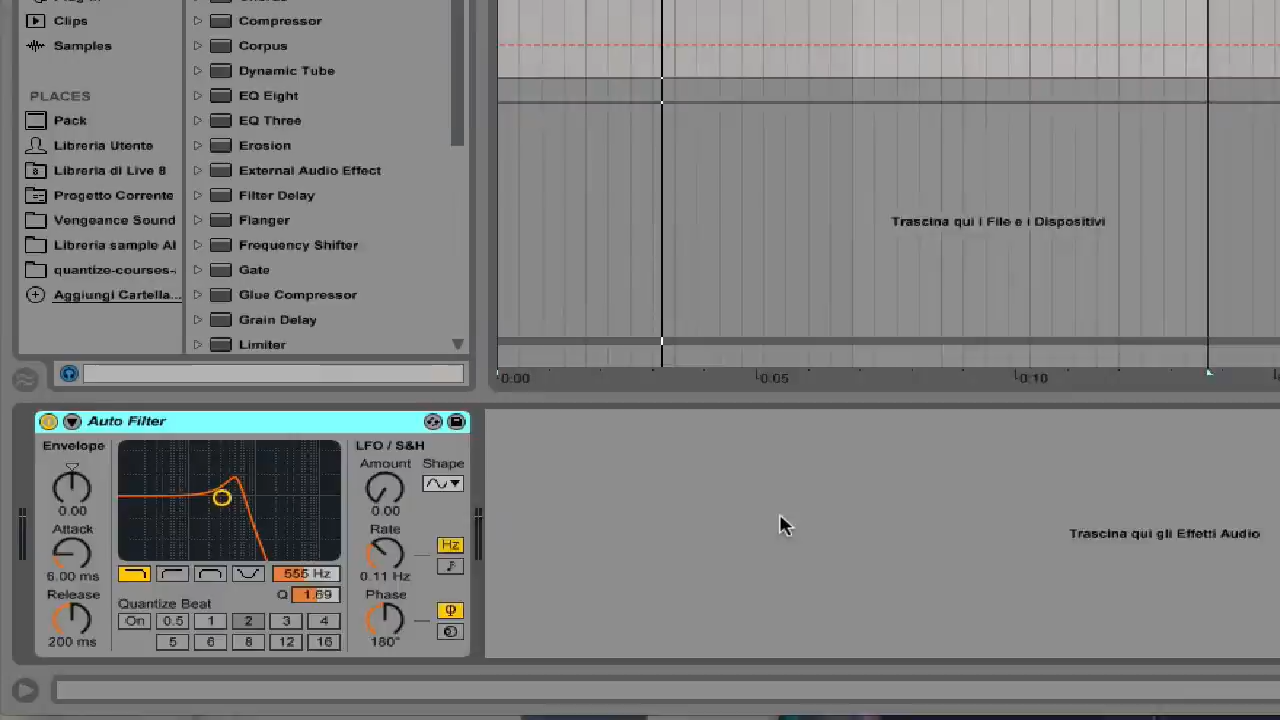 Clips
Samples
PLACES
Pack
Libreria Utente
Libreria di Live 8
Progetto Corrente
Vengeance Sound
Libreria sample Al
quantize-courses-
Aggiungi Cartella...
Compressor
Corpus
Dynamic Tube
EQ Eight
EQ Three
Erosion
External Audio Effect
Filter Delay
Flanger
Frequency Shifter
Gate
Glue Compressor
Grain Delay
Limiter
Trascina qui i File e i Dispositivi
0:00 0:05 0:10
Auto Filter
Envelope
0.00
Attack
6.00 ms
Release
200 ms
555 Hz
Q 1.69
Quantize Beat
On 0.5 1 2 3 4
5 6 8 12 16
LFO / S&H
Amount Shape
0.00
Rate
Hz
0.11 Hz
Phase
180°
Trascina qui gli Effetti Audio